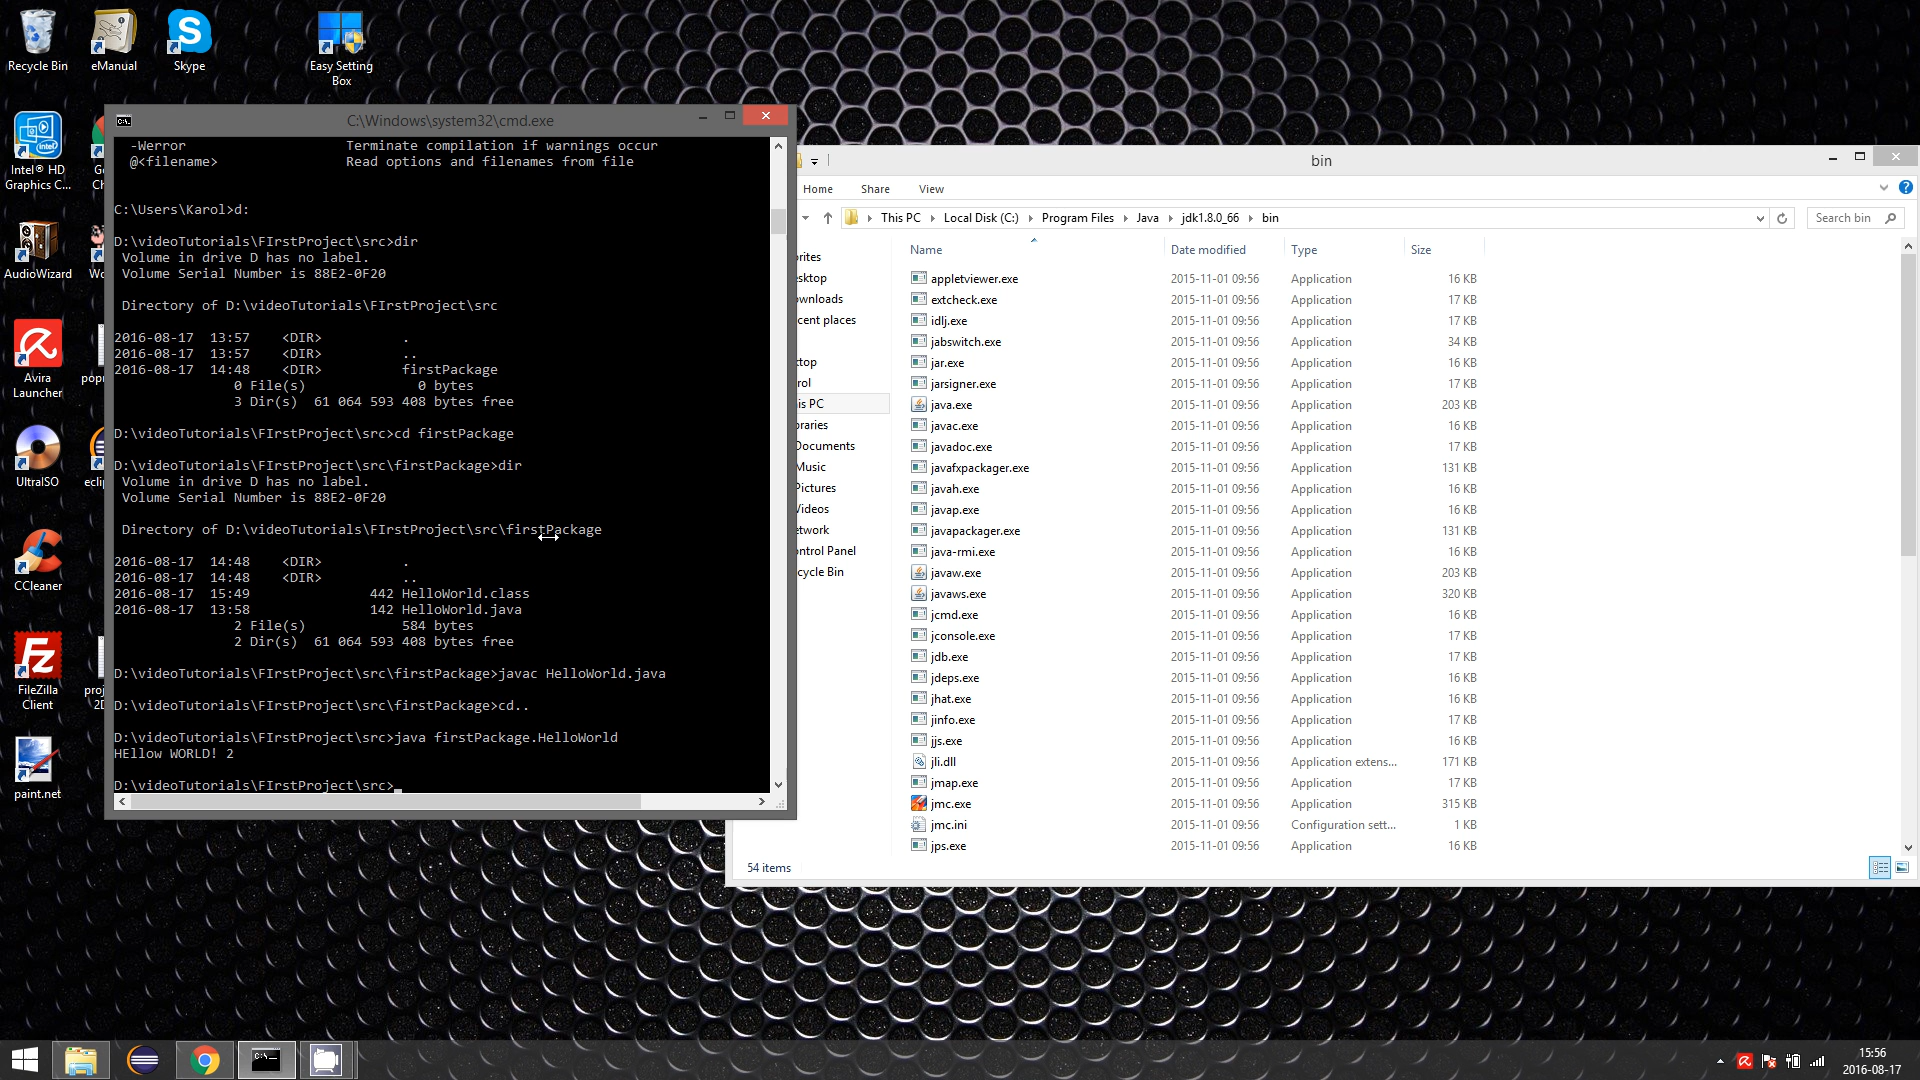 Recycle Bin
eManual
Skype
Easy Setting
Box
Intel® HD
Graphics C...
AudioWizard
Avira
Launcher
UltraISO
CCleaner
FileZilla
Client
paint.net
C:\Windows\system32\cmd.exe
-Werror                    Terminate compilation if warnings occur
@<filename>                Read options and filenames from file
C:\Users\Karol>d:
D:\videoTutorials\FIrstProject\src>dir
Volume in drive D has no label.
Volume Serial Number is 88E2-0F20
Directory of D:\videoTutorials\FIrstProject\src
2016-08-17  13:57    <DIR>          .
2016-08-17  13:57    <DIR>          ..
2016-08-17  14:48    <DIR>          firstPackage
0 File(s)              0 bytes
3 Dir(s)  61 064 593 408 bytes free
D:\videoTutorials\FIrstProject\src>cd firstPackage
D:\videoTutorials\FIrstProject\src\firstPackage>dir
Volume in drive D has no label.
Volume Serial Number is 88E2-0F20
Directory of D:\videoTutorials\FIrstProject\src\firstPackage
2016-08-17  14:48    <DIR>          .
2016-08-17  14:48    <DIR>          ..
2016-08-17  15:49               442 HelloWorld.class
2016-08-17  13:58               142 HelloWorld.java
2 File(s)            584 bytes
2 Dir(s)  61 064 593 408 bytes free
D:\videoTutorials\FIrstProject\src\firstPackage>javac HelloWorld.java
D:\videoTutorials\FIrstProject\src\firstPackage>cd..
D:\videoTutorials\FIrstProject\src>java firstPackage.HelloWorld
HEllow WORLD! 2
D:\videoTutorials\FIrstProject\src>_
bin
Home Share View
This PC Local Disk (C:) Program Files Java jdk1.8.0_66 bin
Search bin
Name Date modified Type Size
appletviewer.exe 2015-11-01 09:56 Application 16 KB
extcheck.exe 2015-11-01 09:56 Application 17 KB
idlj.exe 2015-11-01 09:56 Application 17 KB
jabswitch.exe 2015-11-01 09:56 Application 34 KB
jar.exe 2015-11-01 09:56 Application 16 KB
jarsigner.exe 2015-11-01 09:56 Application 17 KB
java.exe 2015-11-01 09:56 Application 203 KB
javac.exe 2015-11-01 09:56 Application 16 KB
javadoc.exe 2015-11-01 09:56 Application 17 KB
javafxpackager.exe 2015-11-01 09:56 Application 131 KB
javah.exe 2015-11-01 09:56 Application 16 KB
javap.exe 2015-11-01 09:56 Application 16 KB
javapackager.exe 2015-11-01 09:56 Application 131 KB
java-rmi.exe 2015-11-01 09:56 Application 16 KB
javaw.exe 2015-11-01 09:56 Application 203 KB
javaws.exe 2015-11-01 09:56 Application 320 KB
jcmd.exe 2015-11-01 09:56 Application 16 KB
jconsole.exe 2015-11-01 09:56 Application 17 KB
jdb.exe 2015-11-01 09:56 Application 17 KB
jdeps.exe 2015-11-01 09:56 Application 16 KB
jhat.exe 2015-11-01 09:56 Application 16 KB
jinfo.exe 2015-11-01 09:56 Application 17 KB
jjs.exe 2015-11-01 09:56 Application 16 KB
jli.dll 2015-11-01 09:56 Application extens... 171 KB
jmap.exe 2015-11-01 09:56 Application 17 KB
jmc.exe 2015-11-01 09:56 Application 315 KB
jmc.ini 2015-11-01 09:56 Configuration sett... 1 KB
jps.exe 2015-11-01 09:56 Application 16 KB
rites
sktop
wnloads
cent places
ktop
rol
is PC
raries
Documents
Music
Pictures
Videos
etwork
ontrol Panel
cycle Bin
54 items
15:56
2016-08-17